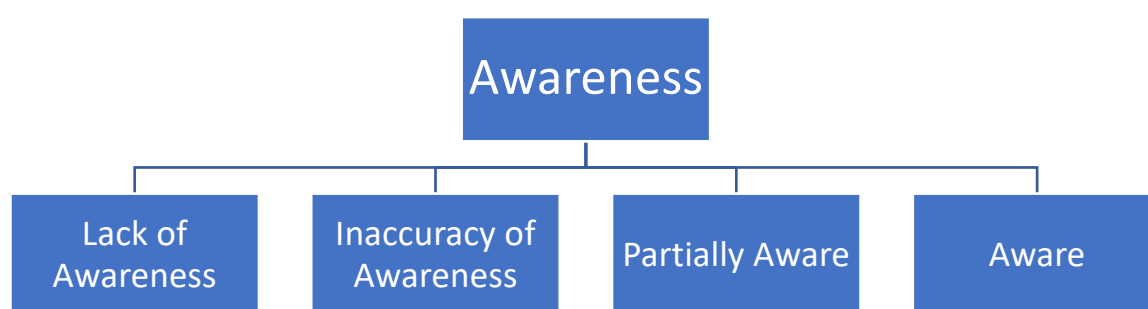 Awareness
Lack of
Awareness
Inaccuracy of
Awareness
Partially Aware
Aware